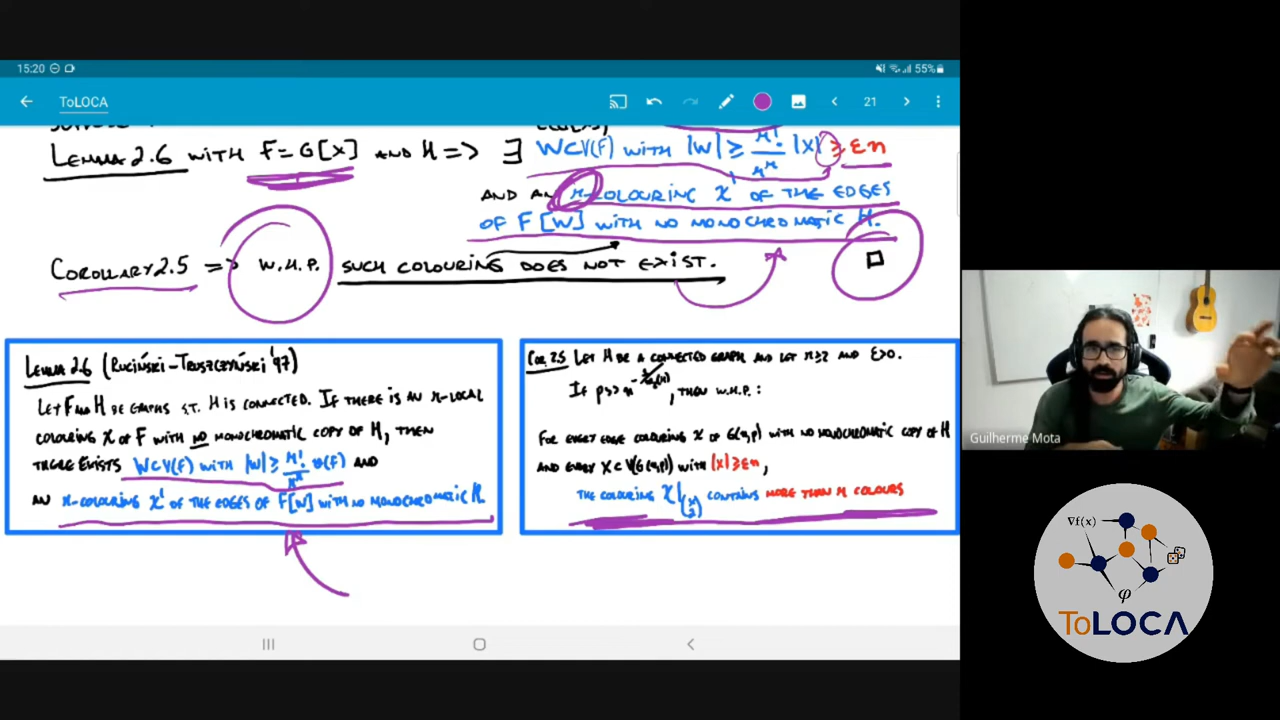 15:20
55%
ToLOCA
21
LEMMA 2.6 WITH F=G[X] AND H => ∃ W⊂V(F) WITH |W| ≥ r!/r^r |X| ≥ εn
AND AN r-COLOURING χ' OF THE EDGES
OF F[W] WITH NO MONOCHROMATIC H.
COROLLARY 2.5 => W.H.P. SUCH COLOURING DOES NOT EXIST. □
LEMMA 2.6 (RUCIŃSKI-TRUSZCZYŃSKI '97)
LET F AND H BE GRAPHS S.T. H IS CONNECTED. IF THERE IS AN r-LOCAL
COLOURING χ OF F WITH NO MONOCHROMATIC COPY OF H, THEN
THERE EXISTS W⊂V(F) WITH |W| ≥ r!/r^r v(F) AND
AN r-COLOURING χ' OF THE EDGES OF F[W] WITH NO MONOCHROMATIC H.
COR 2.5 LET H BE A CONNECTED GRAPH AND LET r≥2 AND ε>0.
IF p>> n , THEN W.H.P:
FOR EVERY EDGE COLOURING χ OF G(n,p) WITH NO MONOCHROMATIC COPY OF H
AND EVERY X⊂V(G(n,p)) WITH |X|≥εn,
THE COLOURING CONTAINS MORE THAN r COLOURS
Guilherme Mota
∇f(x)
φ
ToLOCA